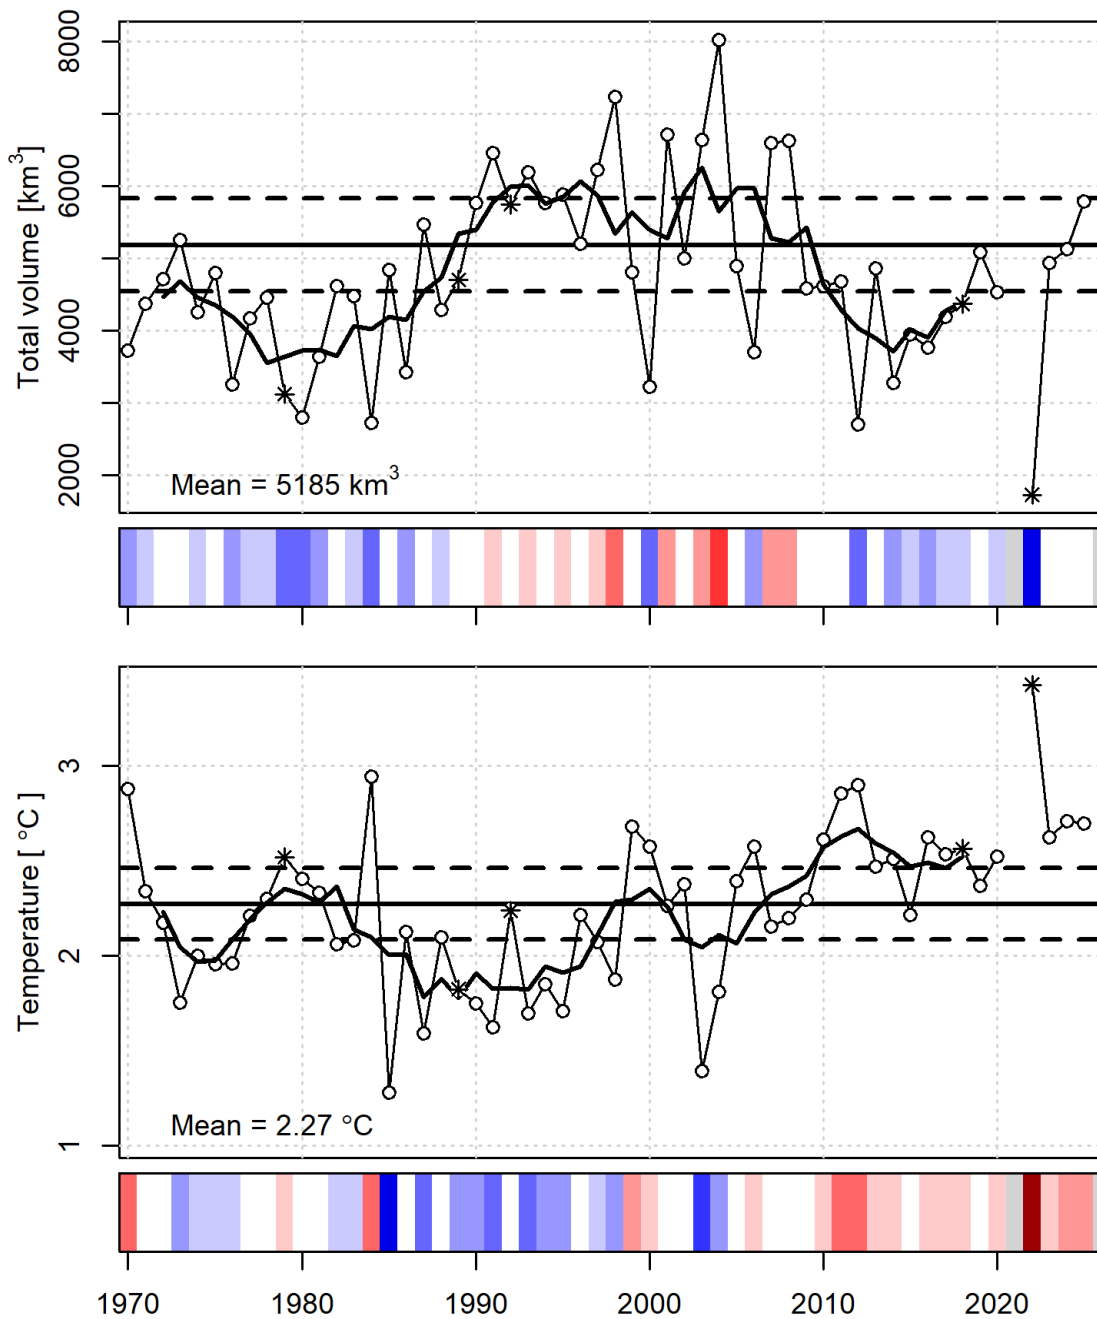 8000
6000
4000
2000
Total volume [km³]
Mean = 5185 km³
3
2
1
Temperature [ °C ]
Mean = 2.27 °C
1970 1980 1990 2000 2010 2020